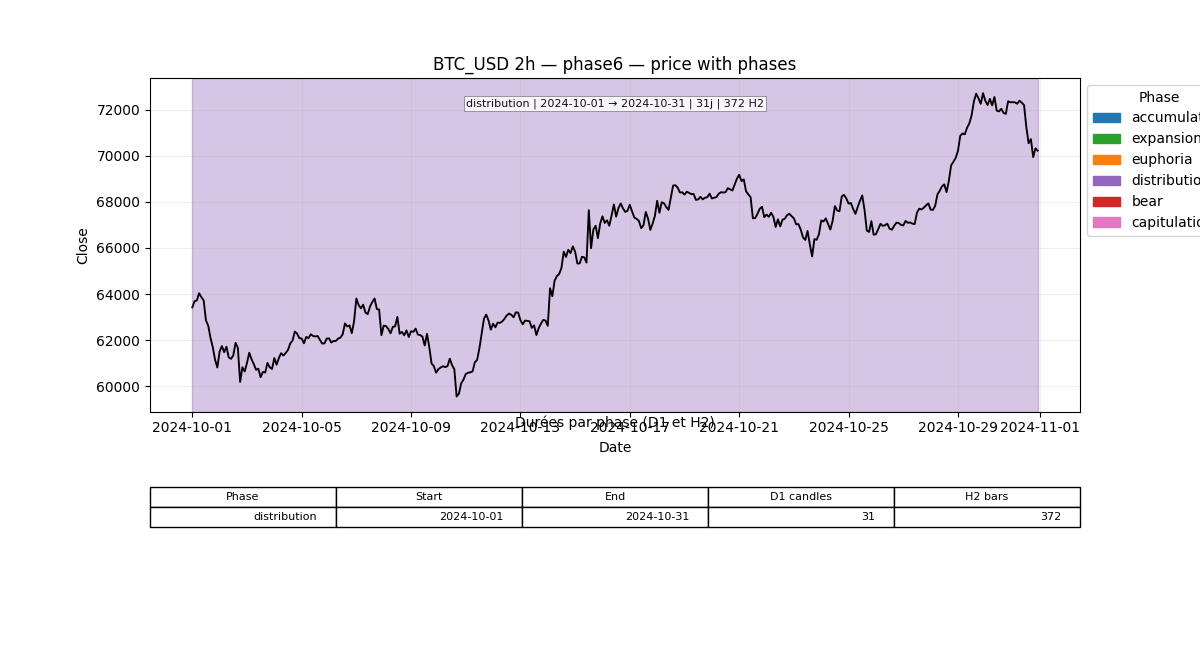 BTC_USD 2h — phase6 — price with phases
distribution | 2024-10-01 → 2024-10-31 | 31j | 372 H2
Close
72000
70000
68000
66000
64000
62000
60000
Phase
accumulat
expansion
euphoria
distributio
bear
capitulatio
2024-10-01 2024-10-05 2024-10-09 2024-10-13 2024-10-17 2024-10-21 2024-10-25 2024-10-29 2024-11-01
Durées par phase (D1 et H2)
Date
Phase Start End D1 candles H2 bars
distribution 2024-10-01 2024-10-31 31 372